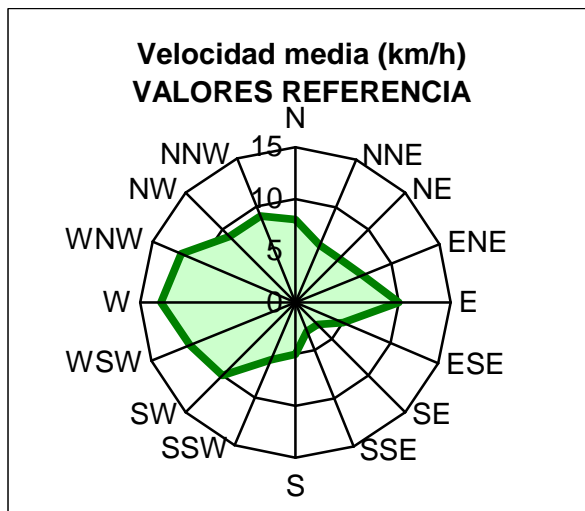 Velocidad media (km/h)
VALORES REFERENCIA
N
NNW
15
NNE
NW
10
NE
WNW
5
ENE
W
0
E
WSW
ESE
SW
SE
SSW
SSE
S